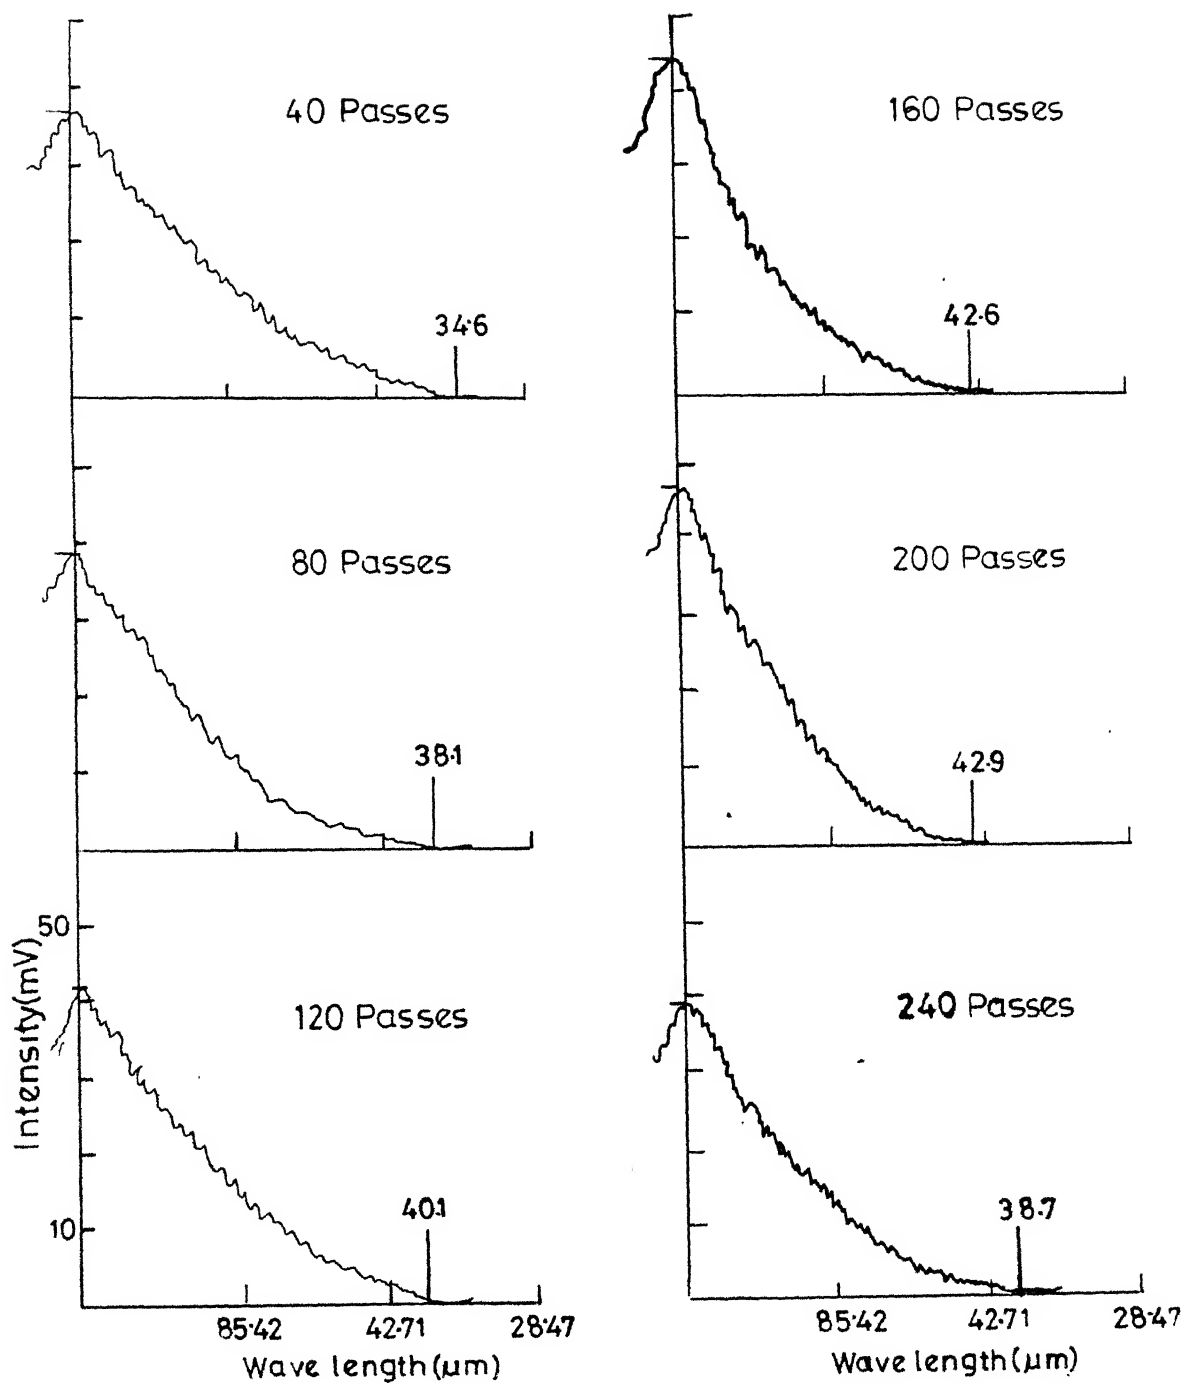 40 Passes
34·6
80 Passes
38·1
50
Intensity(mV)
120 Passes
40·1
10
85·42 42·71 28·47
Wave length(μm)
160 Passes
42·6
200 Passes
42·9
240 Passes
38·7
85·42 42·71 28·47
Wave length(μm)